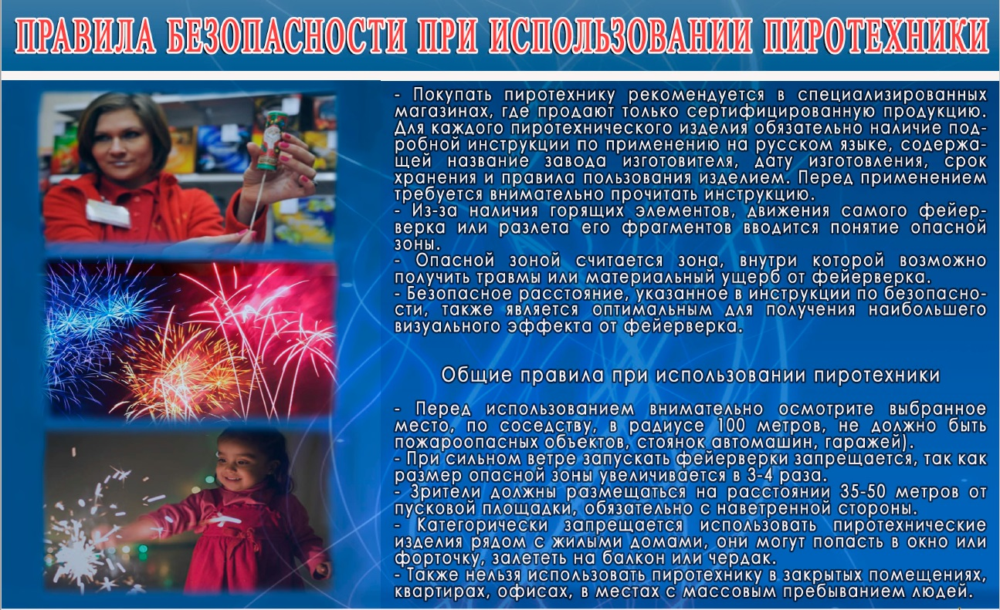 ПРАВИЛА БЕЗОПАСНОСТИ ПРИ ИСПОЛЬЗОВАНИИ ПИРОТЕХНИКИ
- Покупать пиротехнику рекомендуется в специализированных
магазинах, где продают только сертифицированную продукцию.
Для каждого пиротехнического изделия обязательно наличие под-
робной инструкции по применению на русском языке, содержа-
щей название завода изготовителя, дату изготовления, срок
хранения и правила пользования изделием. Перед применением
требуется внимательно прочитать инструкцию.
- Из-за наличия горящих элементов, движения самого фейер-
верка или разлета его фрагментов вводится понятие опасной
зоны.
- Опасной зоной считается зона, внутри которой возможно
получить травмы или материальный ущерб от фейерверка.
- Безопасное расстояние, указанное в инструкции по безопасно-
сти, также является оптимальным для получения наибольшего
визуального эффекта от фейерверка.
Общие правила при использовании пиротехники
- Перед использованием внимательно осмотрите выбранное
место, по соседству, в радиусе 100 метров, не должно быть
пожароопасных объектов, стоянок автомашин, гаражей).
- При сильном ветре запускать фейерверки запрещается, так как
размер опасной зоны увеличивается в 3-4 раза.
- Зрители должны размещаться на расстоянии 35-50 метров от
пусковой площадки, обязательно с наветренной стороны.
- Категорически запрещается использовать пиротехнические
изделия рядом с жилыми домами, они могут попасть в окно или
форточку, залететь на балкон или чердак.
- Также нельзя использовать пиротехнику в закрытых помещениях,
квартирах, офисах, в местах с массовым пребыванием людей.